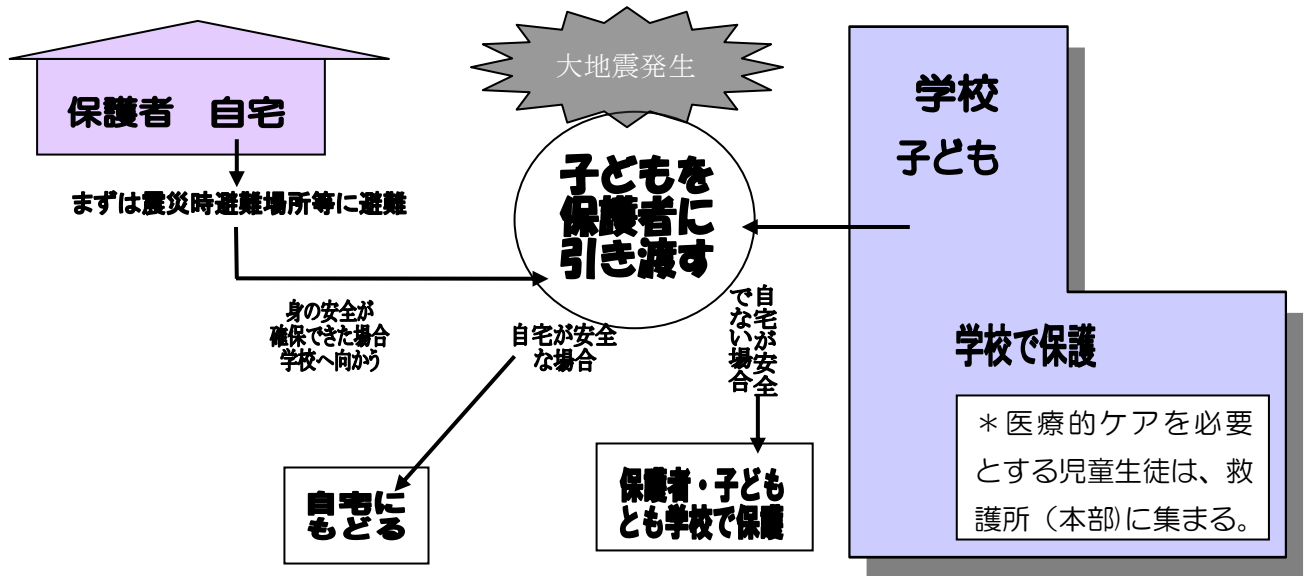 大地震発生
保護者　自宅
まずは震災時避難場所等に避難
身の安全が
確保できた場合
学校へ向かう
子どもを
保護者に
引き渡す
自宅が安全
な場合
自宅が安全
でない場合
自宅に
もどる
保護者・子ども
とも学校で保護
学校
子ども
学校で保護
＊医療的ケアを必要
とする児童生徒は、救
護所（本部)に集まる。